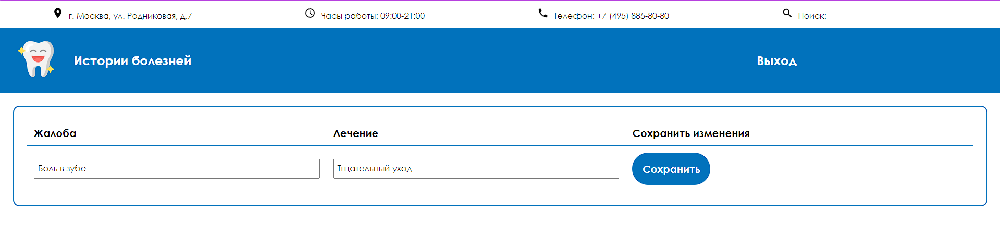 г. Москва, ул. Родниковая, д.7
Часы работы: 09:00-21:00
Телефон: +7 (495) 885-80-80
Поиск:
Истории болезней
Выход
Жалоба
Лечение
Сохранить изменения
Боль в зубе
Тщательный уход
Сохранить